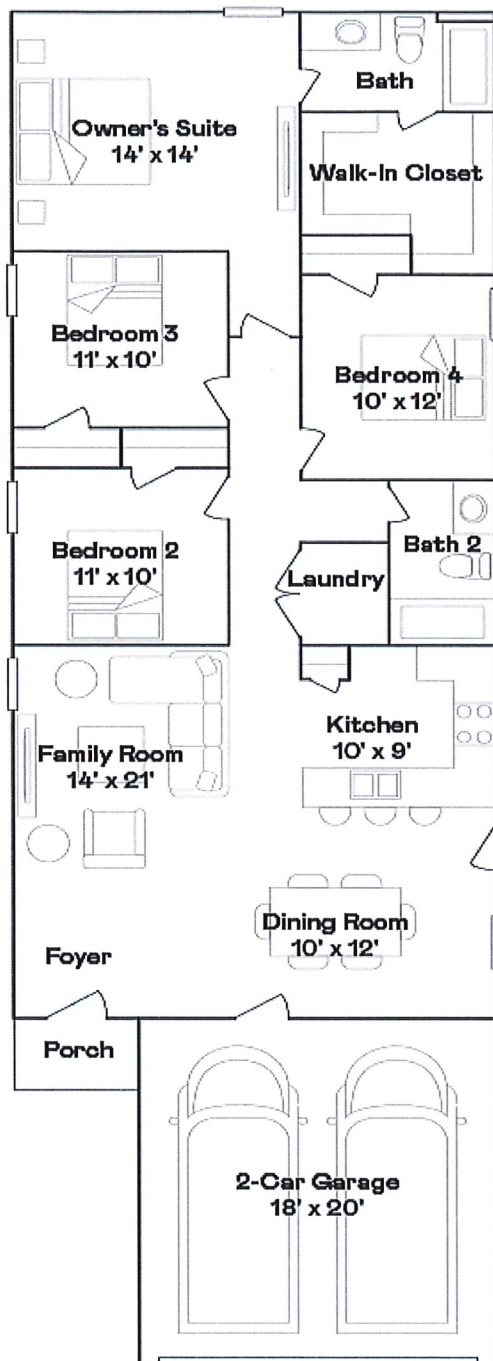 Bath
Owner's Suite
14' x 14'
Walk-In Closet
Bedroom 3
11' x 10'
Bedroom 4
10' x 12'
Bedroom 2
11' x 10'
Bath 2
Laundry
Kitchen
10' x 9'
Family Room
14' x 21'
Dining Room
10' x 12'
Foyer
Porch
2-Car Garage
18' x 20'